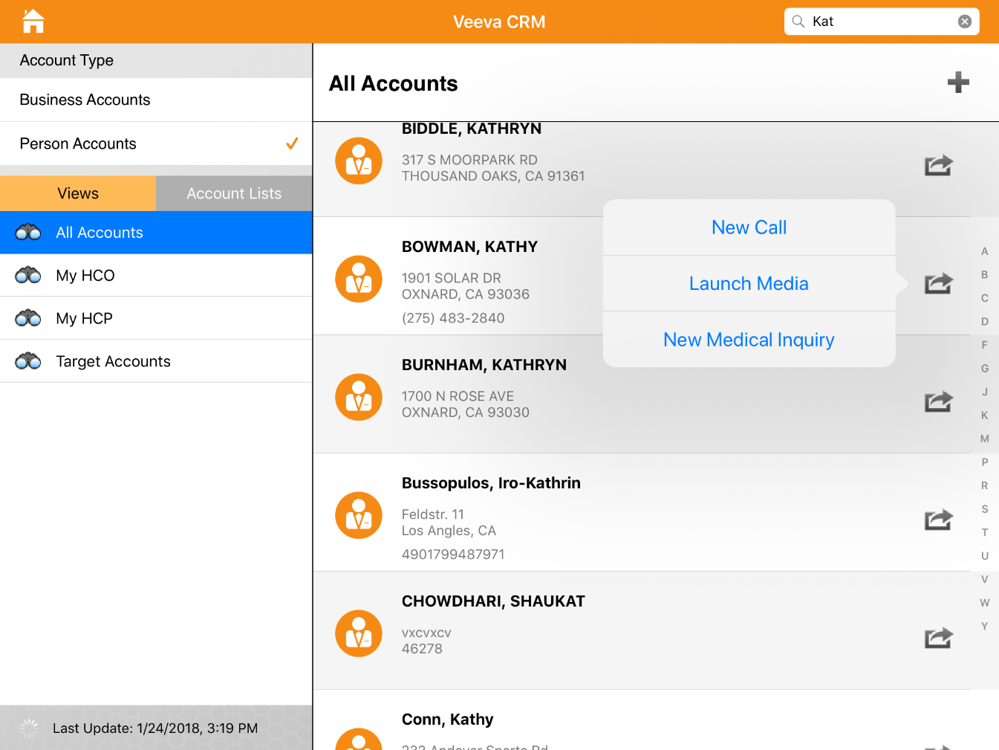 Veeva CRM
Kat
Account Type
Business Accounts
Person Accounts
Views
Account Lists
All Accounts
My HCO
My HCP
Target Accounts
Last Update: 1/24/2018, 3:19 PM
All Accounts
BIDDLE, KATHRYN
317 S MOORPARK RD
THOUSAND OAKS, CA 91361
BOWMAN, KATHY
1901 SOLAR DR
OXNARD, CA 93036
(275) 483-2840
New Call
Launch Media
New Medical Inquiry
BURNHAM, KATHRYN
1700 N ROSE AVE
OXNARD, CA 93030
Bussopulos, Iro-Kathrin
Feldstr. 11
Los Angles, CA
4901799487971
CHOWDHARI, SHAUKAT
vxcvxcv
46278
Conn, Kathy
232 Andover Sports Rd
A
B
C
D
F
G
J
K
M
P
R
S
T
U
V
W
Y